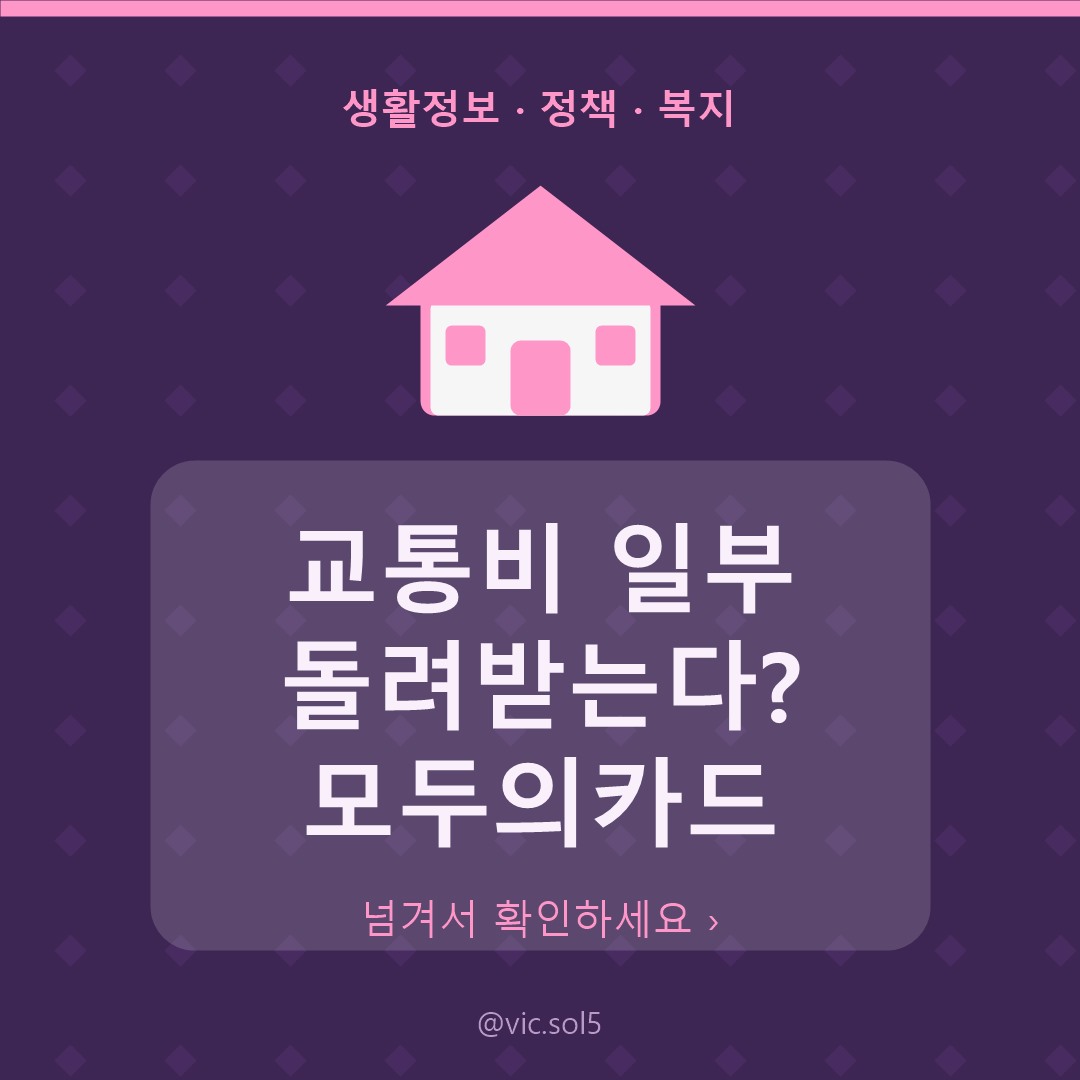 생활정보 · 정책 · 복지
교통비 일부
돌려받는다?
모두의카드
넘겨서 확인하세요 ›
@vic.sol5